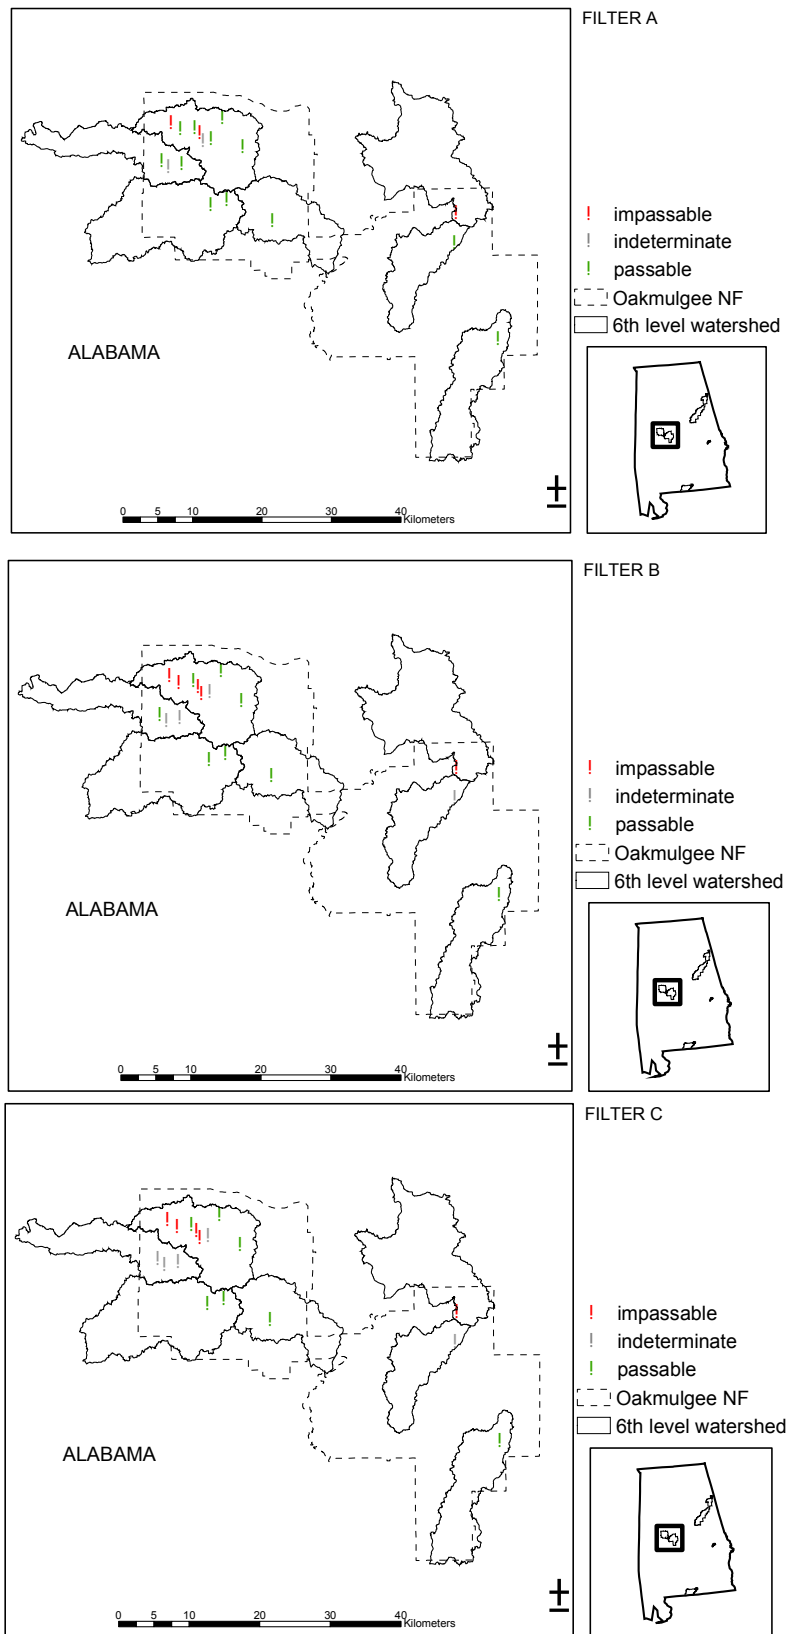 FILTER A
! impassable
! indeterminate
! passable
Oakmulgee NF
6th level watershed
ALABAMA
0 5 10 20 30 40
Kilometers
FILTER B
! impassable
! indeterminate
! passable
Oakmulgee NF
6th level watershed
ALABAMA
0 5 10 20 30 40
Kilometers
FILTER C
! impassable
! indeterminate
! passable
Oakmulgee NF
6th level watershed
ALABAMA
0 5 10 20 30 40
Kilometers